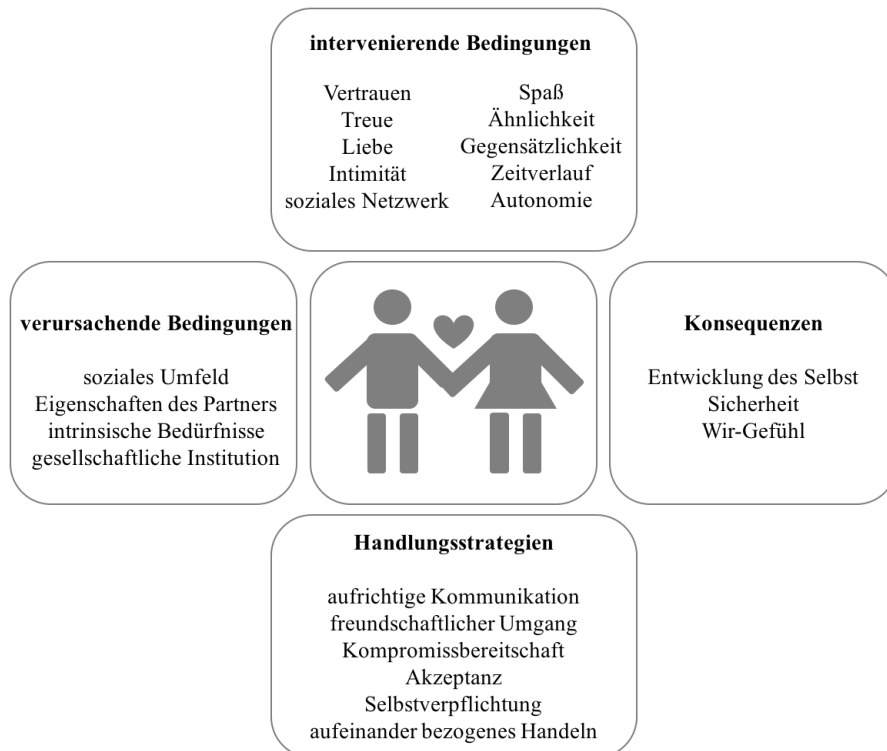 intervenierende Bedingungen
Vertrauen
Treue
Liebe
Intimität
soziales Netzwerk
Spaß
Ähnlichkeit
Gegensätzlichkeit
Zeitverlauf
Autonomie
verursachende Bedingungen
soziales Umfeld
Eigenschaften des Partners
intrinsische Bedürfnisse
gesellschaftliche Institution
Konsequenzen
Entwicklung des Selbst
Sicherheit
Wir-Gefühl
Handlungsstrategien
aufrichtige Kommunikation
freundschaftlicher Umgang
Kompromissbereitschaft
Akzeptanz
Selbstverpflichtung
aufeinander bezogenes Handeln